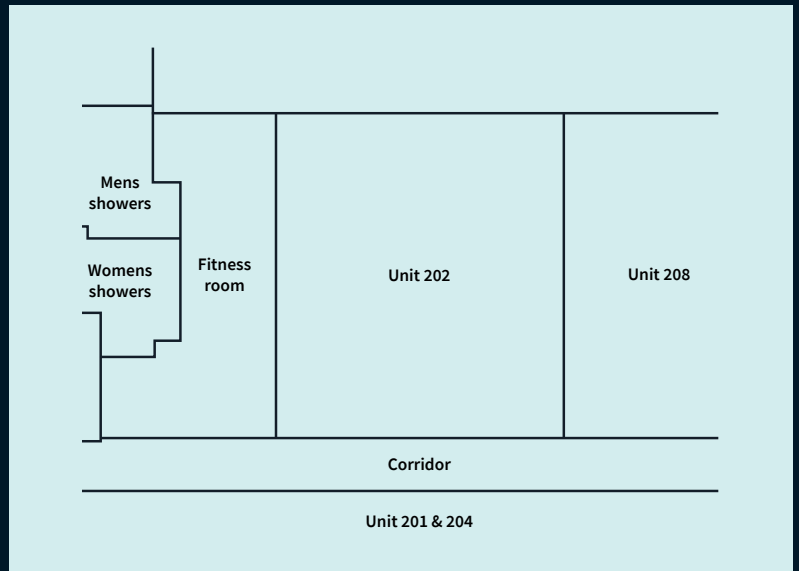 Mens
showers
Womens
showers
Fitness
room
Unit 202
Unit 208
Corridor
Unit 201 & 204